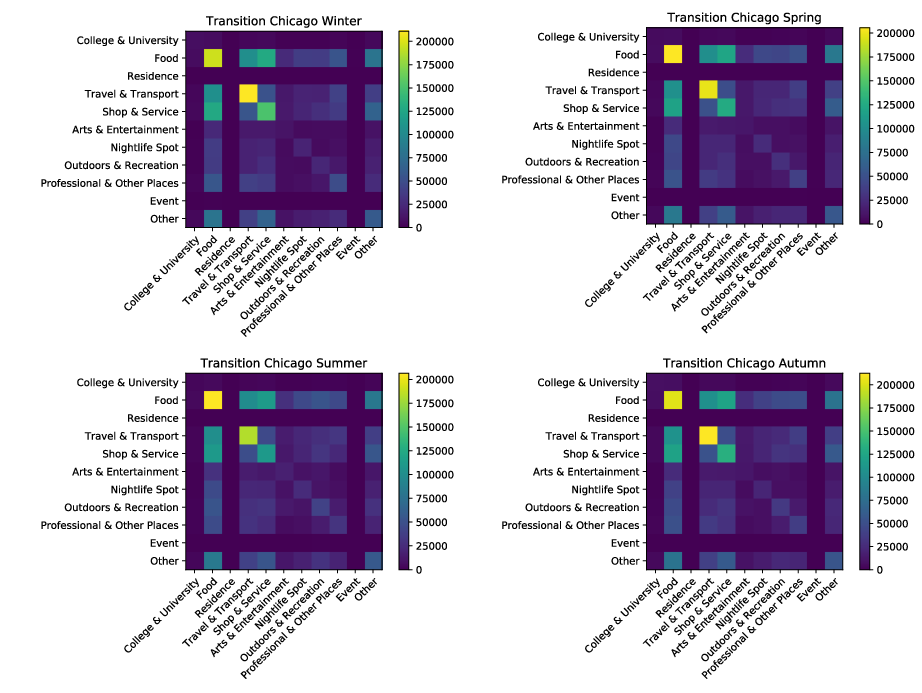 Transition Chicago Winter
College & University
Food
Residence
Travel & Transport
Shop & Service
Arts & Entertainment
Nightlife Spot
Outdoors & Recreation
Professional & Other Places
Event
Other
College & University
Food
Residence
Travel & Transport
Shop & Service
Arts & Entertainment
Nightlife Spot
Outdoors & Recreation
Professional & Other Places
Event
Other
200000
175000
150000
125000
100000
75000
50000
25000
0
Transition Chicago Spring
College & University
Food
Residence
Travel & Transport
Shop & Service
Arts & Entertainment
Nightlife Spot
Outdoors & Recreation
Professional & Other Places
Event
Other
College & University
Food
Residence
Travel & Transport
Shop & Service
Arts & Entertainment
Nightlife Spot
Outdoors & Recreation
Professional & Other Places
Event
Other
200000
175000
150000
125000
100000
75000
50000
25000
0
Transition Chicago Summer
College & University
Food
Residence
Travel & Transport
Shop & Service
Arts & Entertainment
Nightlife Spot
Outdoors & Recreation
Professional & Other Places
Event
Other
College & University
Food
Residence
Travel & Transport
Shop & Service
Arts & Entertainment
Nightlife Spot
Outdoors & Recreation
Professional & Other Places
Event
Other
200000
175000
150000
125000
100000
75000
50000
25000
0
Transition Chicago Autumn
College & University
Food
Residence
Travel & Transport
Shop & Service
Arts & Entertainment
Nightlife Spot
Outdoors & Recreation
Professional & Other Places
Event
Other
College & University
Food
Residence
Travel & Transport
Shop & Service
Arts & Entertainment
Nightlife Spot
Outdoors & Recreation
Professional & Other Places
Event
Other
200000
175000
150000
125000
100000
75000
50000
25000
0